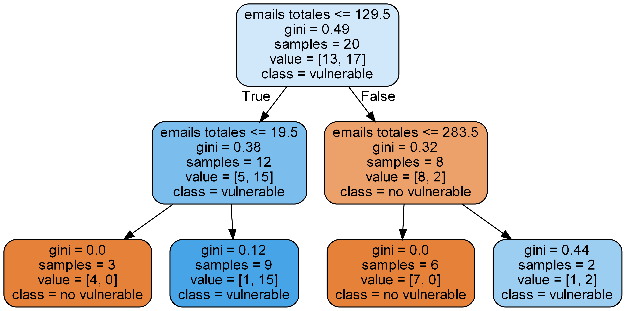 emails totales <= 129.5
gini = 0.49
samples = 20
value = [13, 17]
class = vulnerable
True
False
emails totales <= 19.5
gini = 0.38
samples = 12
value = [5, 15]
class = vulnerable
emails totales <= 283.5
gini = 0.32
samples = 8
value = [8, 2]
class = no vulnerable
gini = 0.0
samples = 3
value = [4, 0]
class = no vulnerable
gini = 0.12
samples = 9
value = [1, 15]
class = vulnerable
gini = 0.0
samples = 6
value = [7, 0]
class = no vulnerable
gini = 0.44
samples = 2
value = [1, 2]
class = vulnerable